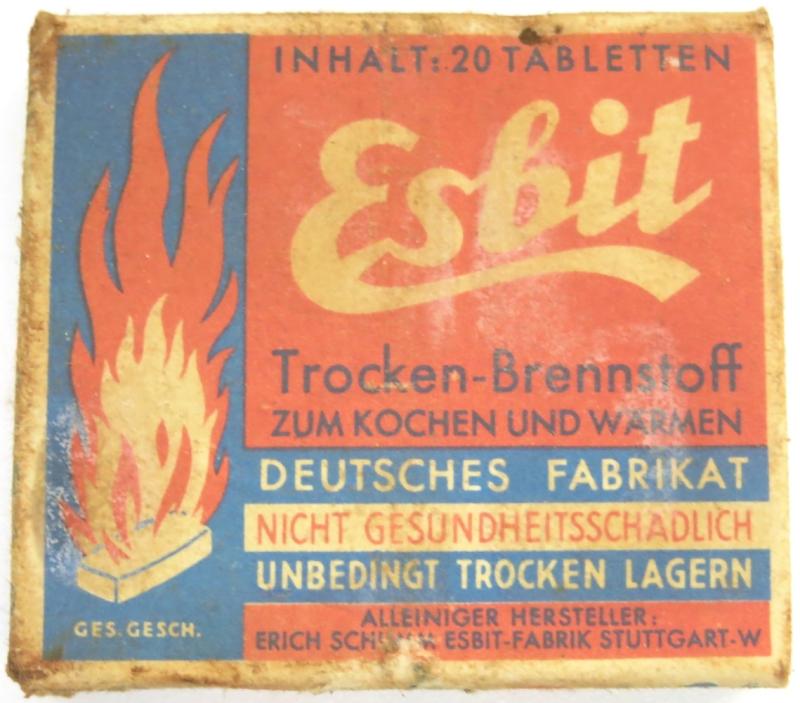 INHALT: 20 TABLETTEN
Esbit
Trocken-Brennstoff
ZUM KOCHEN UND WÄRMEN
DEUTSCHES FABRIKAT
NICHT GESUNDHEITSSCHÄDLICH
UNBEDINGT TROCKEN LAGERN
ALLEINIGER HERSTELLER:
ERICH ESBIT-FABRIK STUTTGART-W
GES. GESCH.